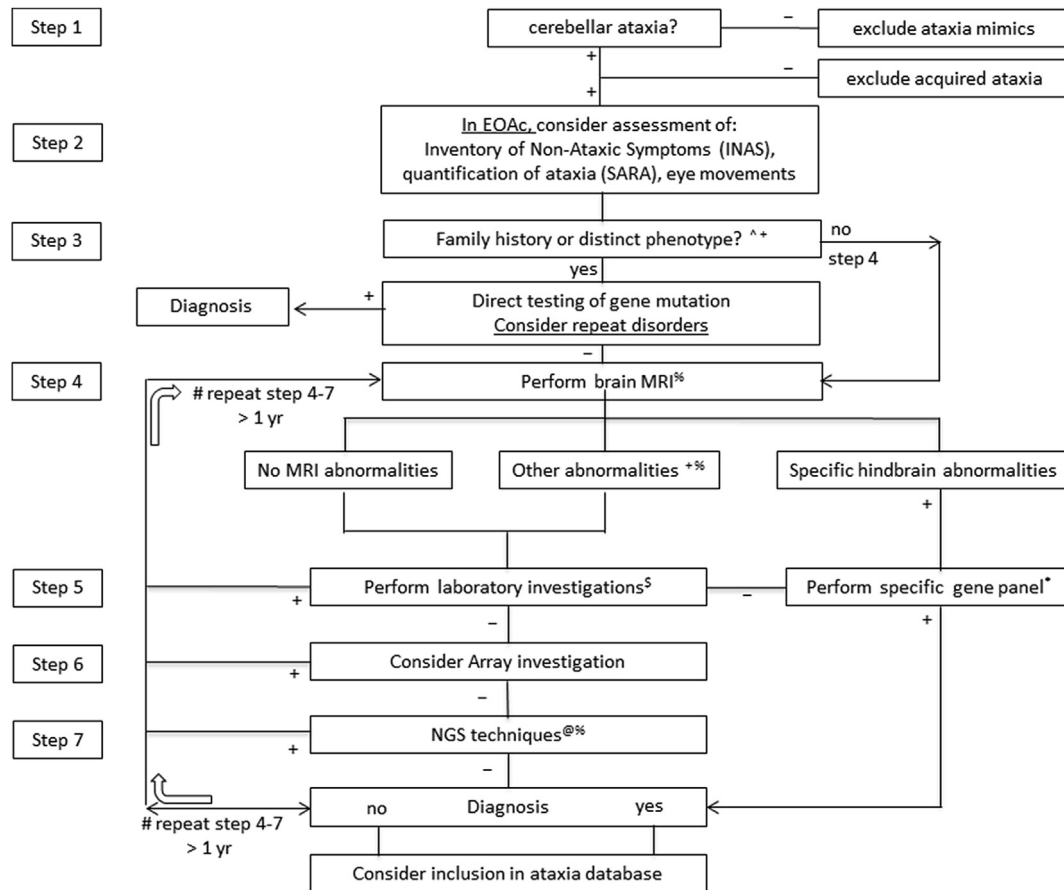 Step 1
cerebellar ataxia?
–
exclude ataxia mimics
+
–
exclude acquired ataxia
+
Step 2
In EOAc, consider assessment of:
Inventory of Non-Ataxic Symptoms (INAS),
quantification of ataxia (SARA), eye movements
Step 3
Family history or distinct phenotype? ^ +
no
step 4
yes
Diagnosis
+
Direct testing of gene mutation
Consider repeat disorders
–
Step 4
Perform brain MRI%
# repeat step 4-7
> 1 yr
No MRI abnormalities
Other abnormalities +%
Specific hindbrain abnormalities
+
Step 5
+
Perform laboratory investigations$
–
Perform specific gene panel*
–
+
Step 6
+
Consider Array investigation
–
Step 7
+
NGS techniques@%
–
no Diagnosis yes
# repeat step 4-7
> 1 yr
Consider inclusion in ataxia database